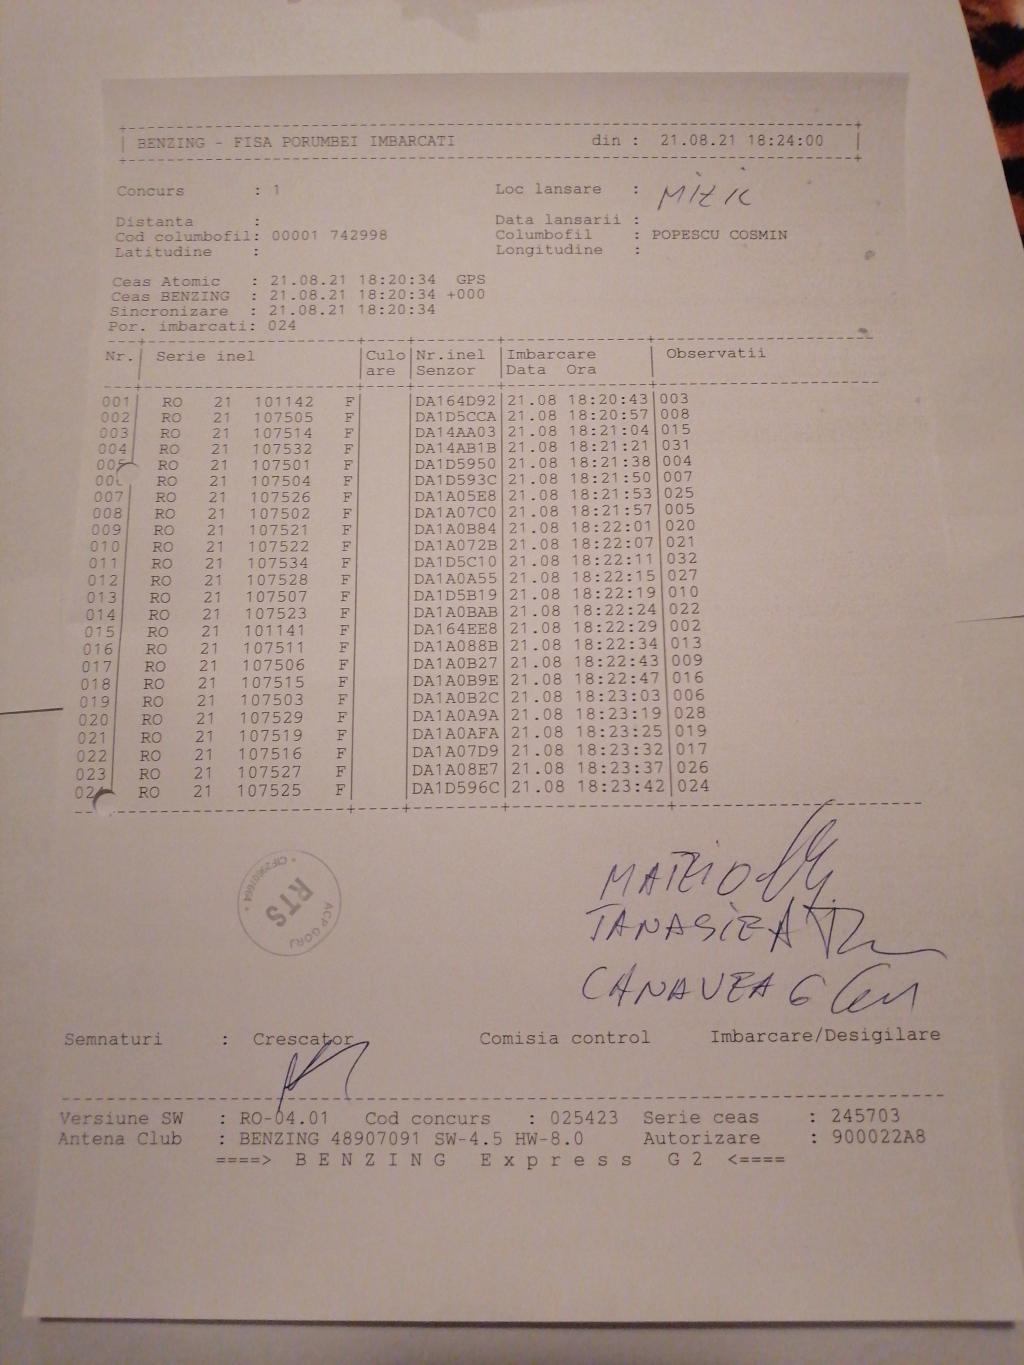 BENZING - FISA PORUMBEI IMBARCATI din : 21.08.21 18:24:00
Concurs : 1 Loc lansare : Mizil
Distanta : Data lansarii :
Cod columbofil: 00001 742998 Columbofil : POPESCU COSMIN
Latitudine : Longitudine :
Ceas Atomic : 21.08.21 18:20:34 GPS
Ceas BENZING : 21.08.21 18:20:34 +000
Sincronizare : 21.08.21 18:20:34
Por. imbarcati: 024
Nr. Serie inel Culo Nr.inel Imbarcare Observatii
are Senzor Data Ora
001 RO 21 101142 F DA164D92 21.08 18:20:43 003
002 RO 21 107505 F DA1D5CCA 21.08 18:20:57 008
003 RO 21 107514 F DA14AA03 21.08 18:21:04 015
004 RO 21 107532 F DA14AB1B 21.08 18:21:21 031
005 RO 21 107501 F DA1D5950 21.08 18:21:38 004
006 RO 21 107504 F DA1D593C 21.08 18:21:50 007
007 RO 21 107526 F DA1A05E8 21.08 18:21:53 025
008 RO 21 107502 F DA1A07C0 21.08 18:21:57 005
009 RO 21 107521 F DA1A0B84 21.08 18:22:01 020
010 RO 21 107522 F DA1A072B 21.08 18:22:07 021
011 RO 21 107534 F DA1D5C10 21.08 18:22:11 032
012 RO 21 107528 F DA1A0A55 21.08 18:22:15 027
013 RO 21 107507 F DA1D5B19 21.08 18:22:19 010
014 RO 21 107523 F DA1A0BAB 21.08 18:22:24 022
015 RO 21 101141 F DA164EE8 21.08 18:22:29 002
016 RO 21 107511 F DA1A088B 21.08 18:22:34 013
017 RO 21 107506 F DA1A0B27 21.08 18:22:43 009
018 RO 21 107515 F DA1A0B9E 21.08 18:22:47 016
019 RO 21 107503 F DA1A0B2C 21.08 18:23:03 006
020 RO 21 107529 F DA1A0A9A 21.08 18:23:19 028
021 RO 21 107519 F DA1A0AFA 21.08 18:23:25 019
022 RO 21 107516 F DA1A07D9 21.08 18:23:32 017
023 RO 21 107527 F DA1A08E7 21.08 18:23:37 026
024 RO 21 107525 F DA1D596C 21.08 18:23:42 024
RTS
ACP GORJ
TANASIE A
CANAVEA G
Semnaturi : Crescator Comisia control Imbarcare/Desigilare
Versiune SW : RO-04.01 Cod concurs : 025423 Serie ceas : 245703
Antena Club : BENZING 48907091 SW-4.5 HW-8.0 Autorizare : 900022A8
====> B E N Z I N G E x p r e s s G 2 <====